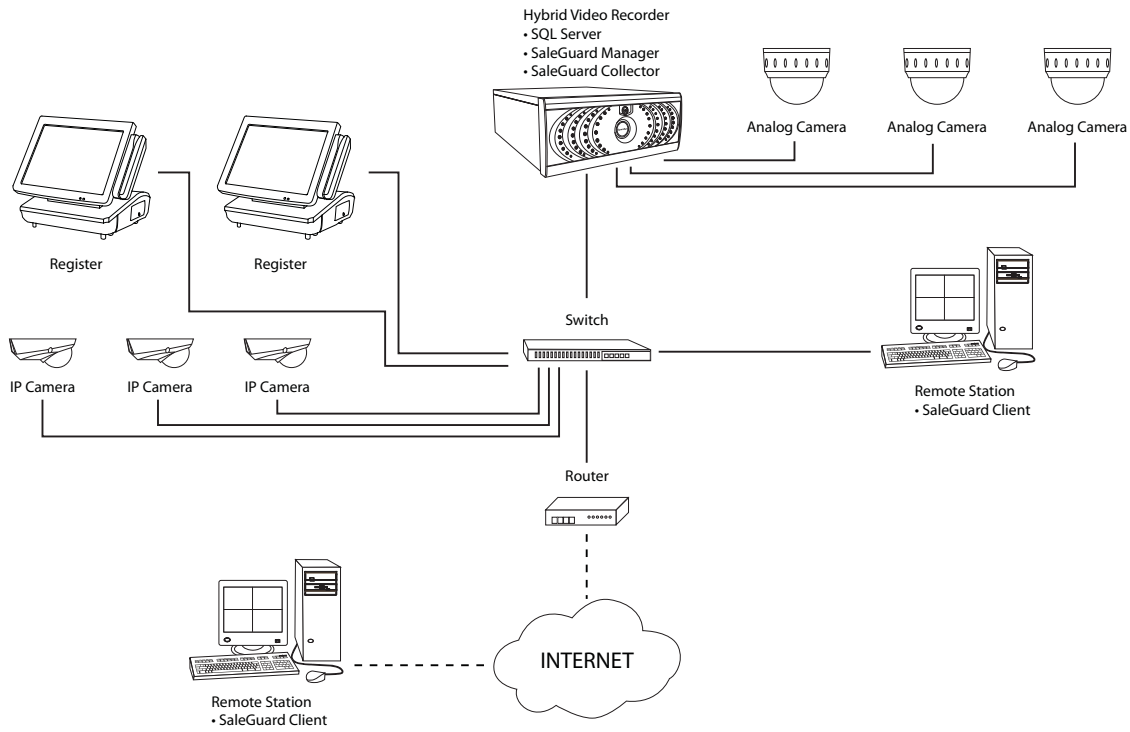 Hybrid Video Recorder
• SQL Server
• SaleGuard Manager
• SaleGuard Collector
Analog Camera
Analog Camera
Analog Camera
Register
Register
Switch
IP Camera
IP Camera
IP Camera
Remote Station
• SaleGuard Client
Router
INTERNET
Remote Station
• SaleGuard Client